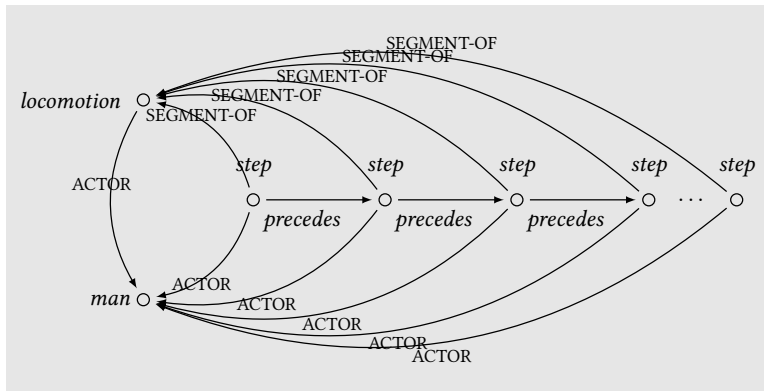 SEGMENT-OF
SEGMENT-OF
SEGMENT-OF
SEGMENT-OF
locomotion
SEGMENT-OF
step step step step step
ACTOR
precedes precedes precedes
. . .
ACTOR
man
ACTOR
ACTOR
ACTOR
ACTOR